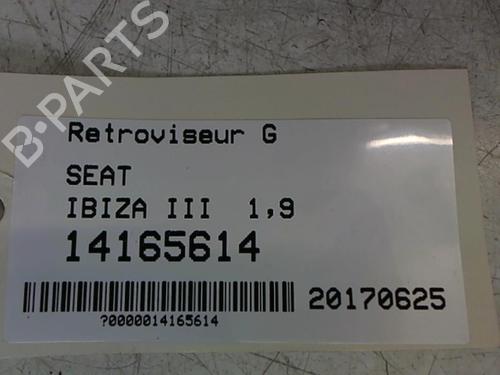 B-PARTS
Retroviseur G
SEAT
IBIZA III 1,9
14165614
20170625
?0000014165614